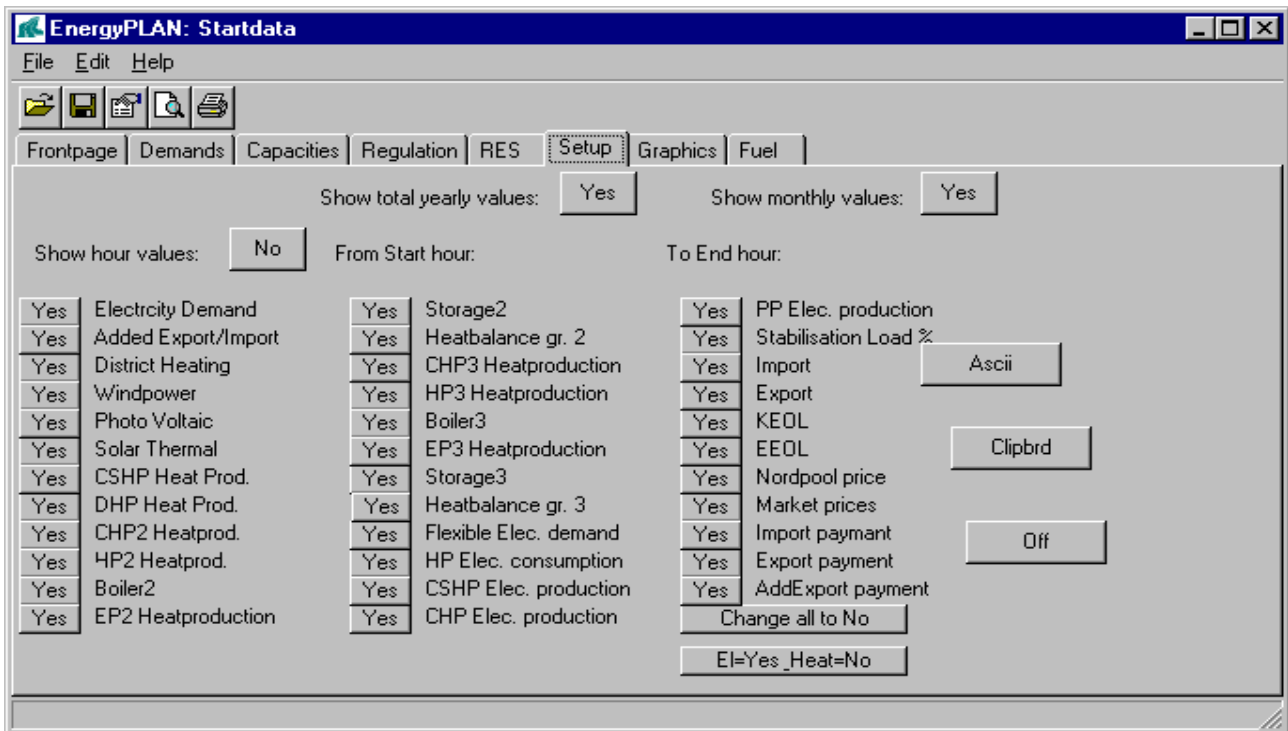 EnergyPLAN: Startdata
File Edit Help
Frontpage Demands Capacities Regulation RES Setup Graphics Fuel
Show total yearly values: Yes Show monthly values: Yes
Show hour values: No From Start hour: To End hour:
Yes Electrcity Demand Yes Storage2 Yes PP Elec. production
Yes Added Export/Import Yes Heatbalance gr. 2 Yes Stabilisation Load %
Yes District Heating Yes CHP3 Heatproduction Yes Import Ascii
Yes Windpower Yes HP3 Heatproduction Yes Export
Yes Photo Voltaic Yes Boiler3 Yes KEOL
Yes Solar Thermal Yes EP3 Heatproduction Yes EEOL Clipbrd
Yes CSHP Heat Prod. Yes Storage3 Yes Nordpool price
Yes DHP Heat Prod. Yes Heatbalance gr. 3 Yes Market prices
Yes CHP2 Heatprod. Yes Flexible Elec. demand Yes Import paymant Off
Yes HP2 Heatprod. Yes HP Elec. consumption Yes Export payment
Yes Boiler2 Yes CSHP Elec. production Yes AddExport payment
Yes EP2 Heatproduction Yes CHP Elec. production Change all to No
El=Yes_Heat=No